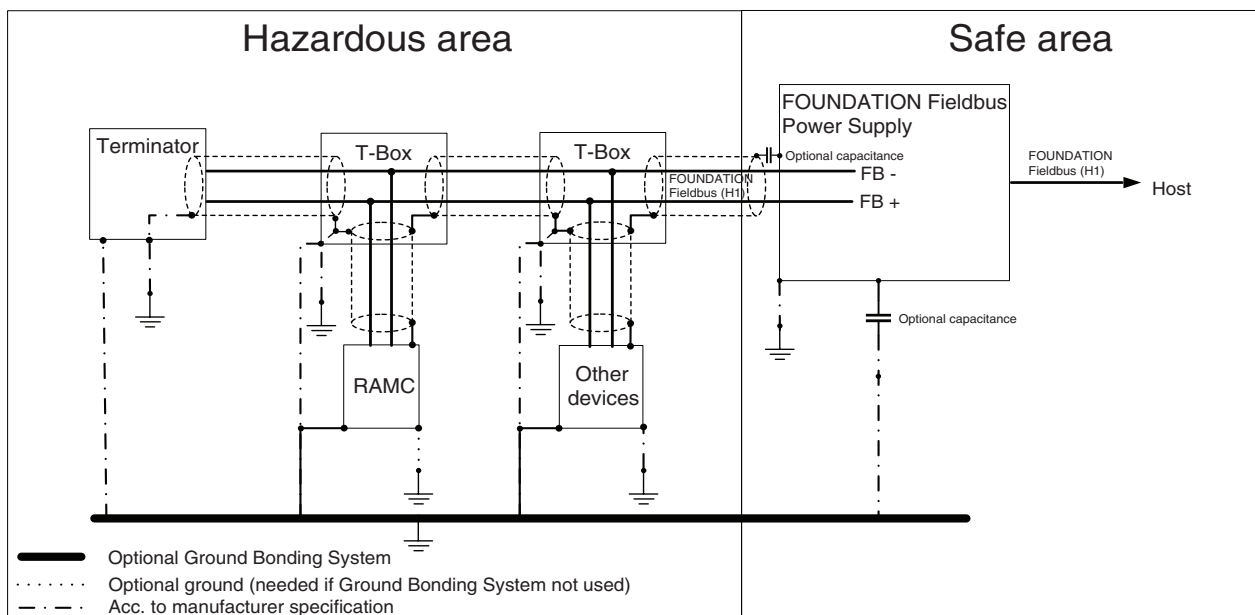 Hazardous area
Safe area
FOUNDATION Fieldbus
Power Supply
Terminator
T-Box
T-Box
Optional capacitance
FOUNDATION
Fieldbus (H1)
FB -
FB +
FOUNDATION
Fieldbus (H1)
Host
Optional capacitance
RAMC
Other
devices
Optional Ground Bonding System
Optional ground (needed if Ground Bonding System not used)
Acc. to manufacturer specification